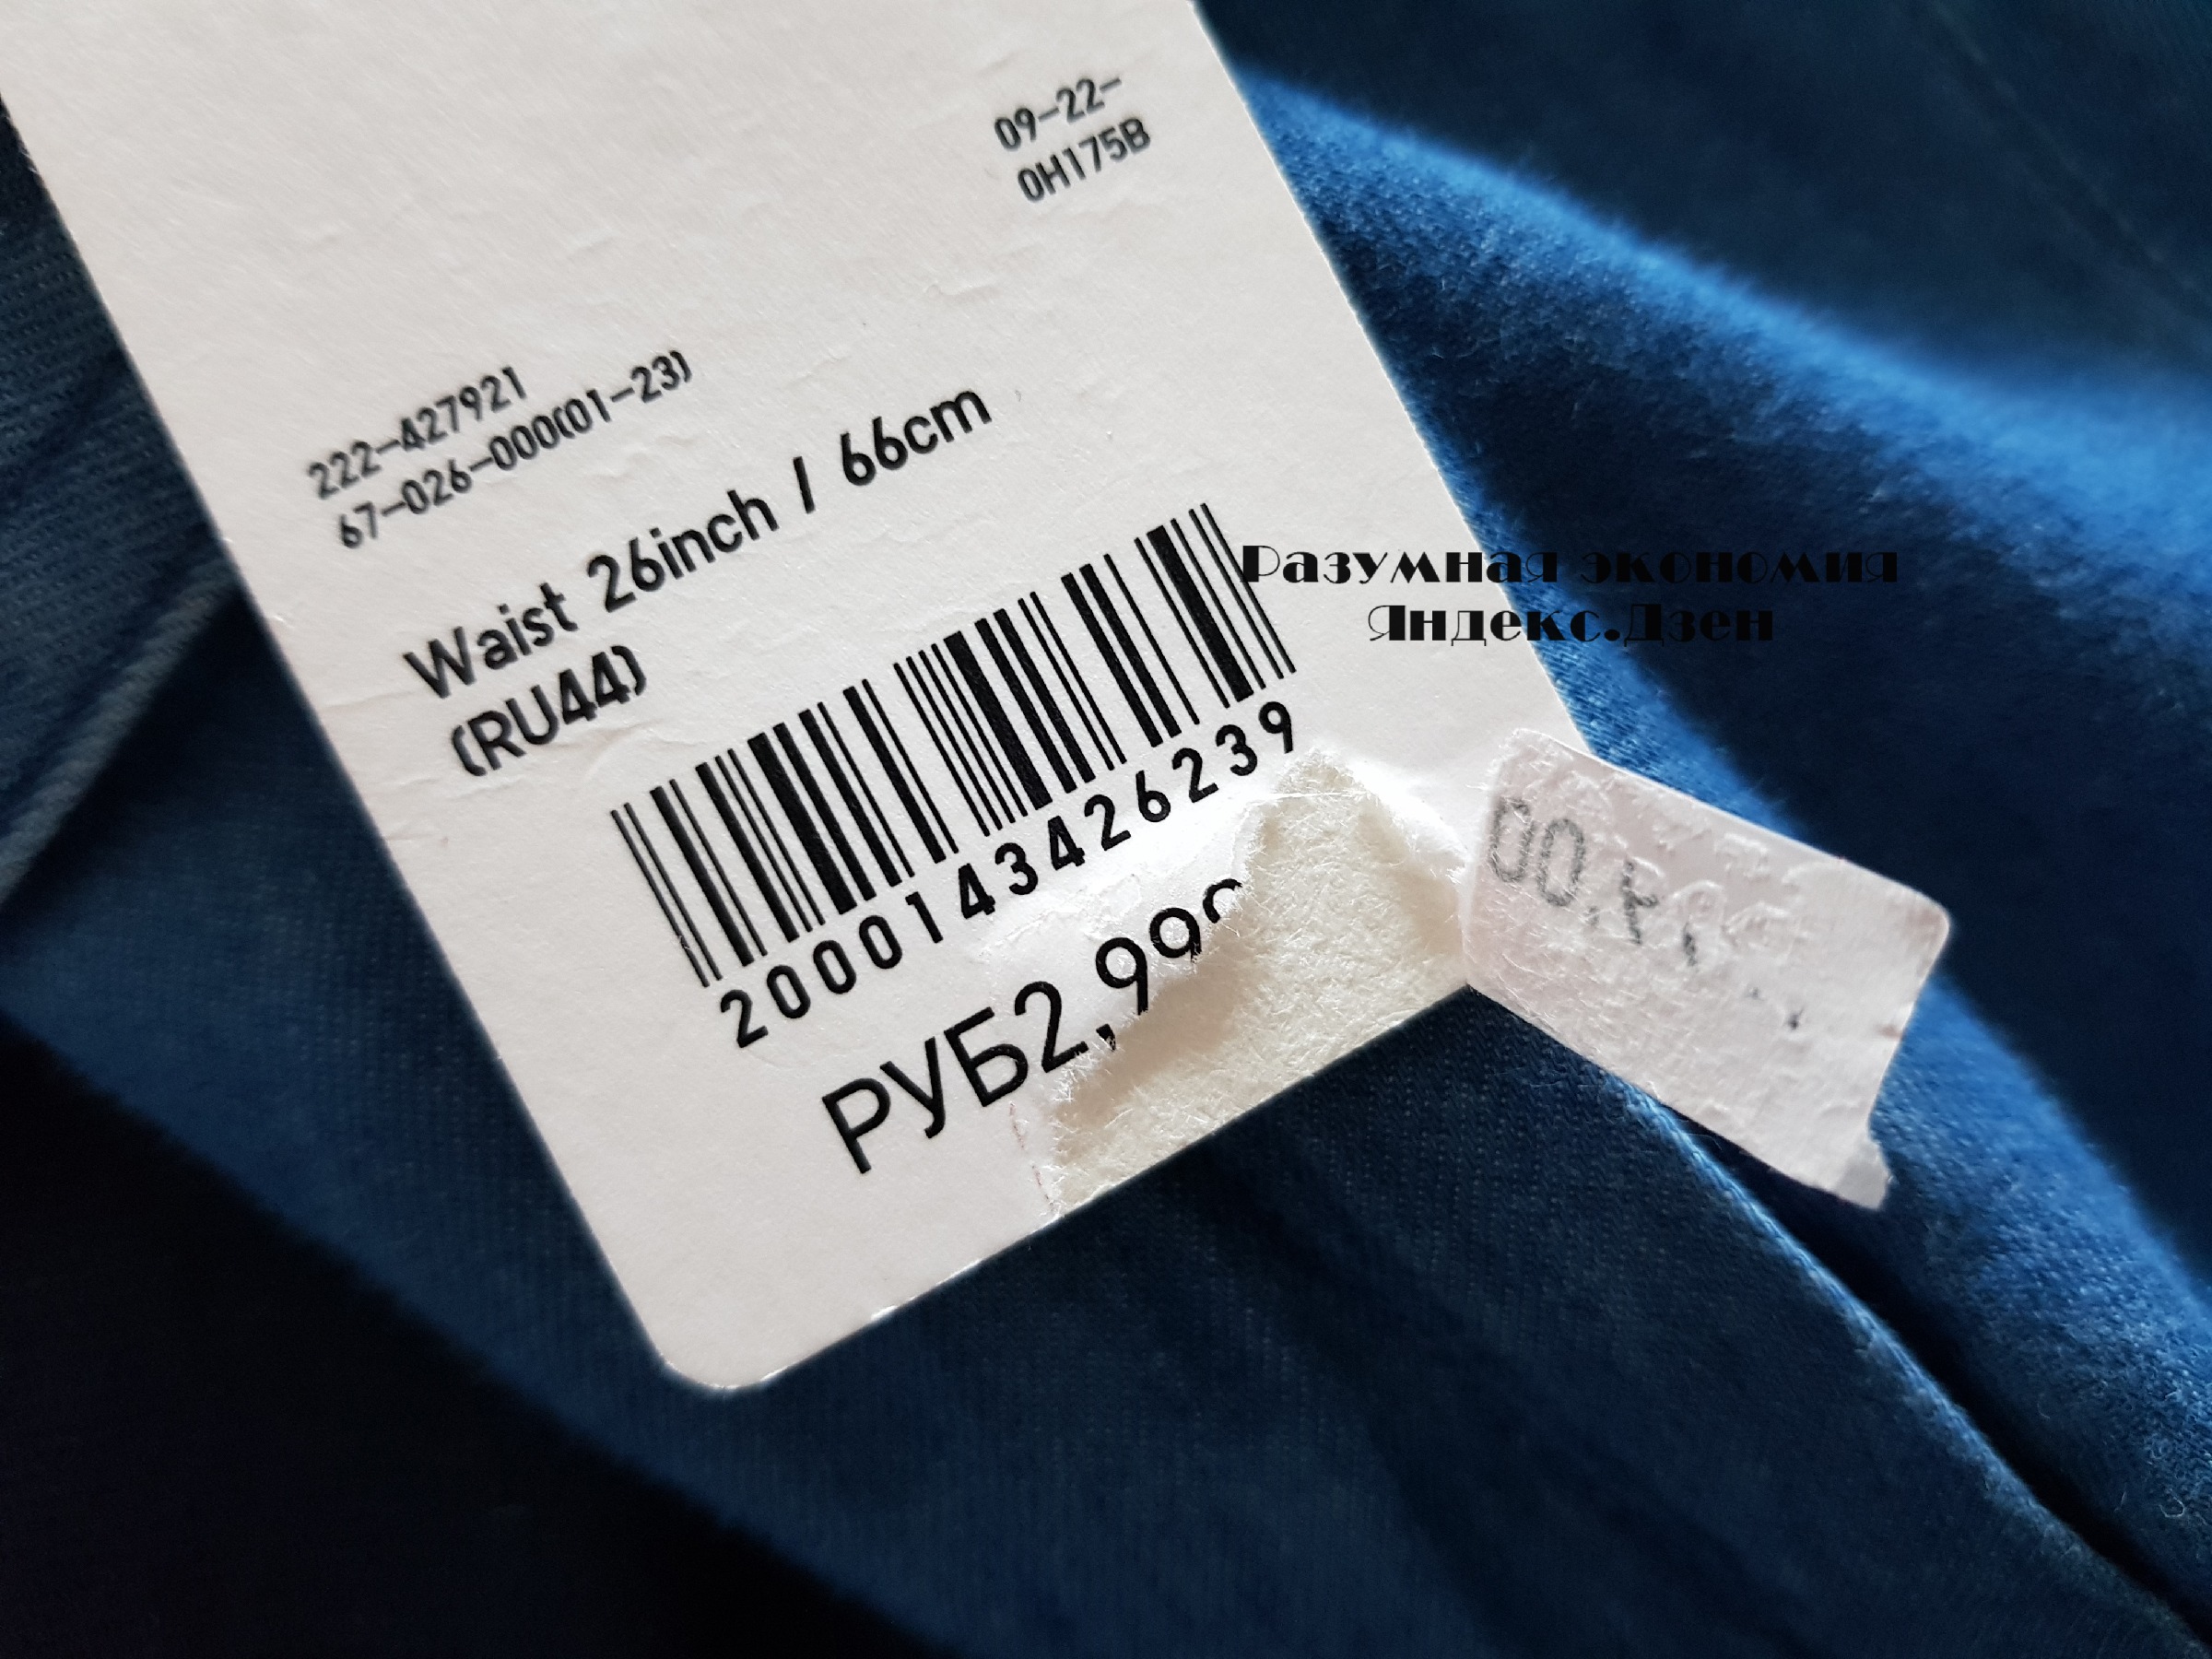 09-22-
0H175B
222-427921
67-026-000(01-23)
Waist 26inch / 66cm
(RU44)
2000143426239
РУБ2,99
Разумная экономия
Яндекс.Дзен